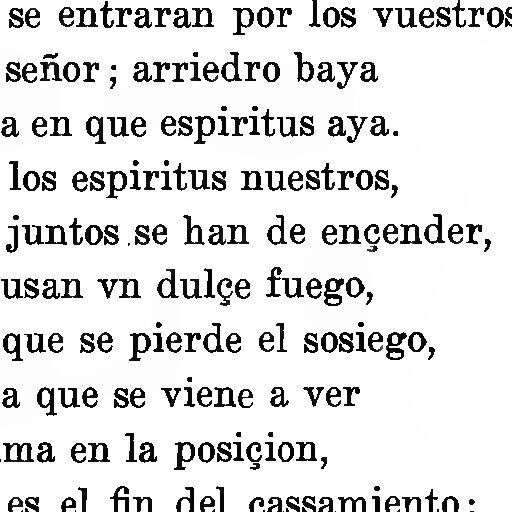 se entraran por los vuestros
señor; arriedro baya
a en que espiritus aya.
los espiritus nuestros,
juntos se han de ençender,
usan vn dulçe fuego,
que se pierde el sosiego,
a que se viene a ver
ma en la posiçion,
es el fin del cassamiento: